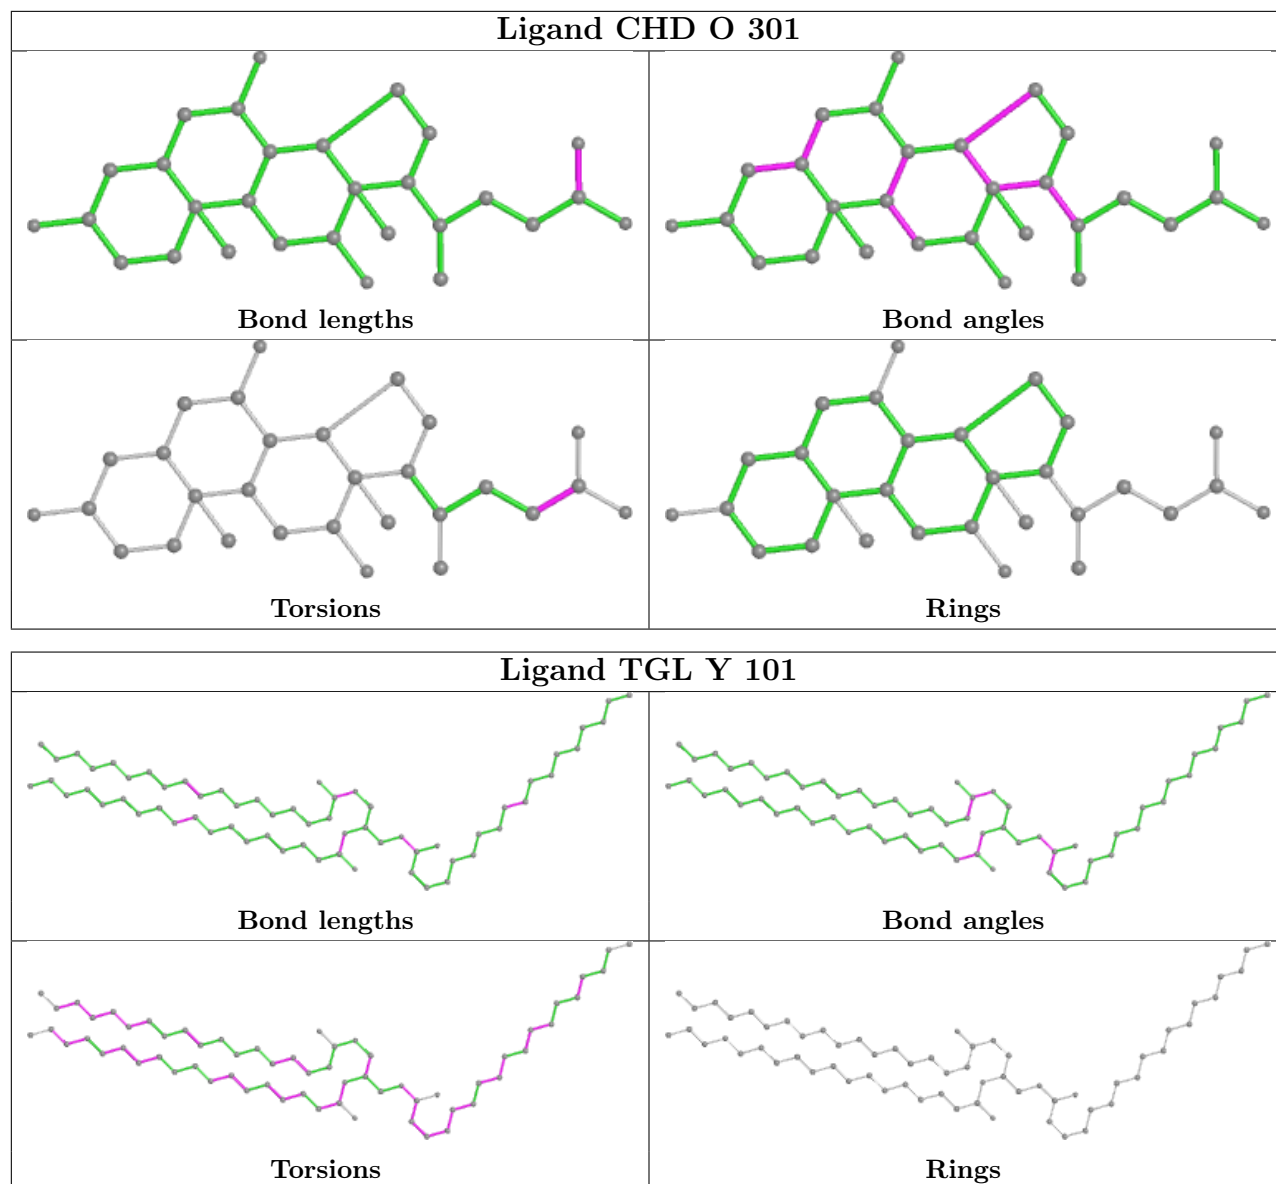 Ligand CHD O 301
Bond lengths
Bond angles
Torsions
Rings
Ligand TGL Y 101
Bond lengths
Bond angles
Torsions
Rings